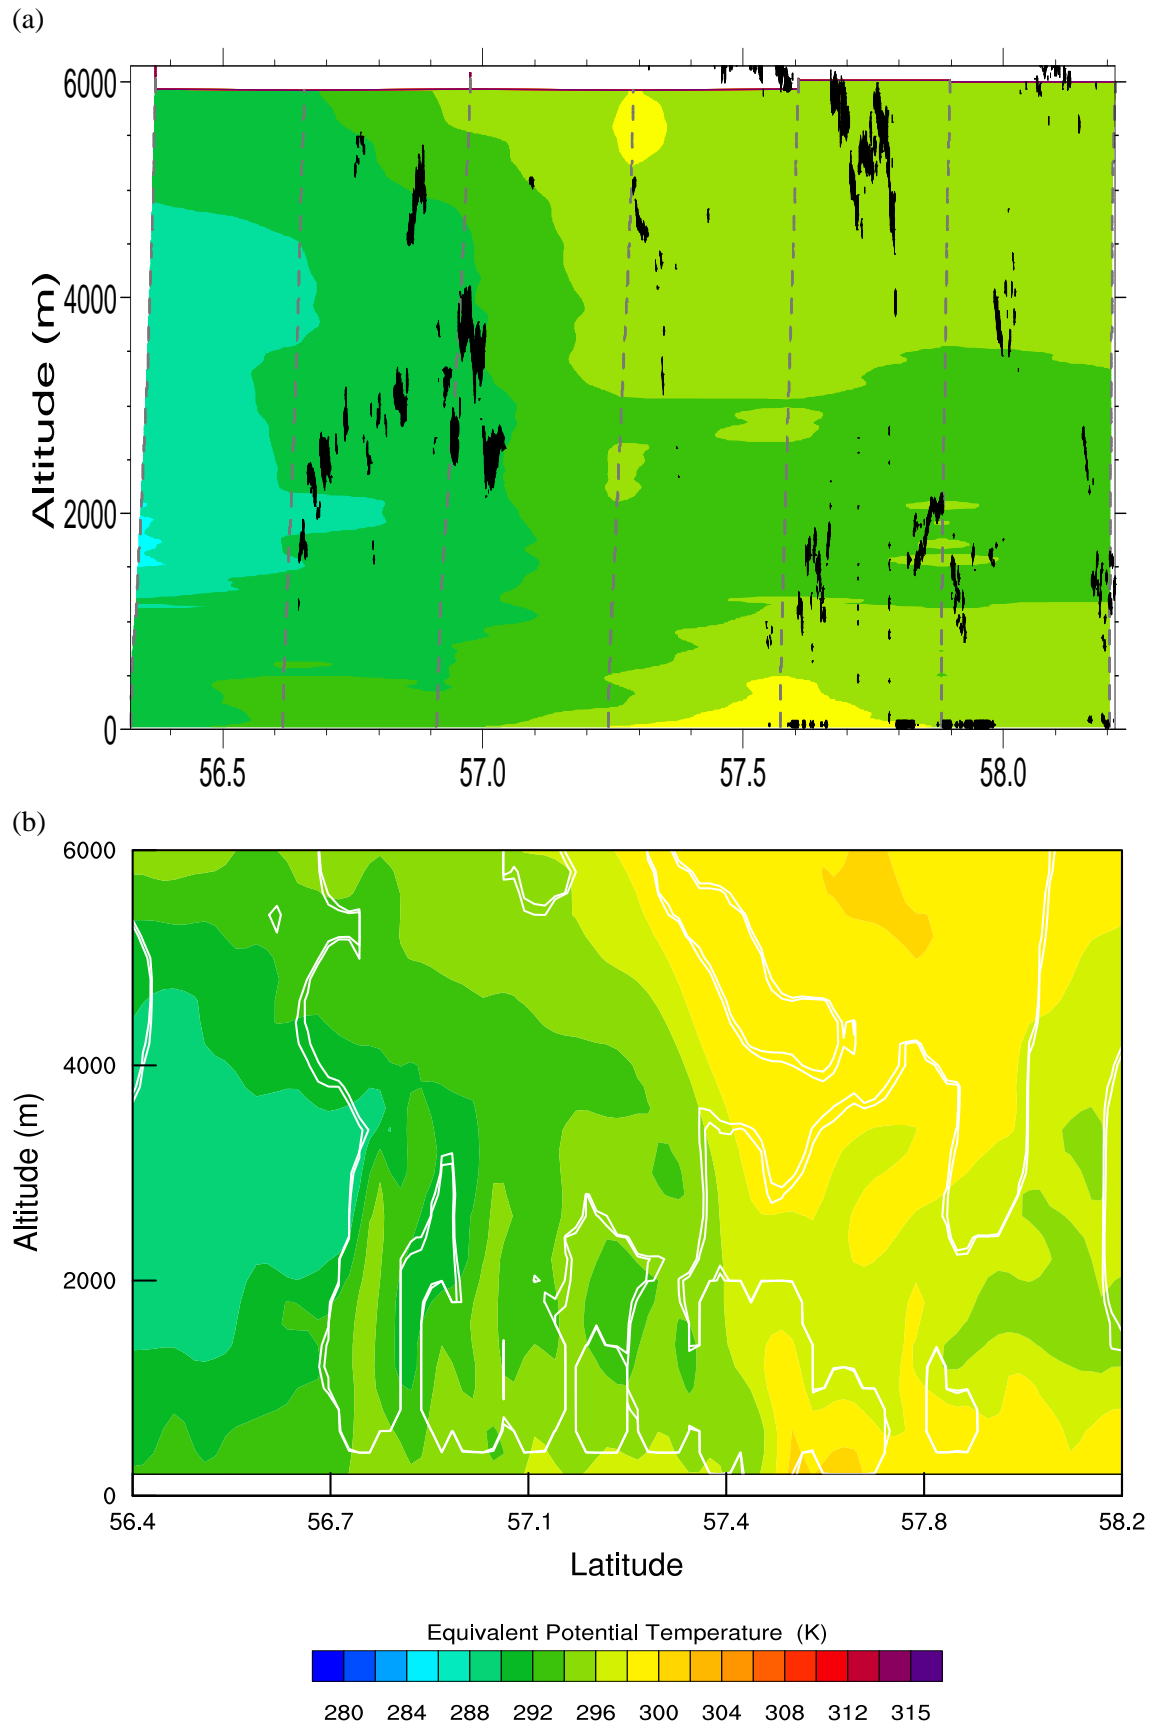 (a)
6000
4000
2000
0
Altitude (m)
56.5 57.0 57.5 58.0
(b)
6000
4000
2000
0
Altitude (m)
56.4 56.7 57.1 57.4 57.8 58.2
Latitude
Equivalent Potential Temperature (K)
280 284 288 292 296 300 304 308 312 315